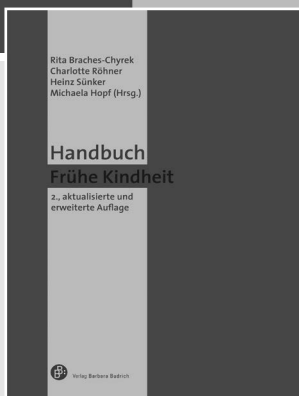 Rita Braches-Chyrek
Charlotte Röhner
Heinz Sünker
Michaela Hopf (Hrsg.)
Handbuch
Frühe Kindheit
2., aktualisierte und
erweiterte Auflage
Verlag Barbara Budrich